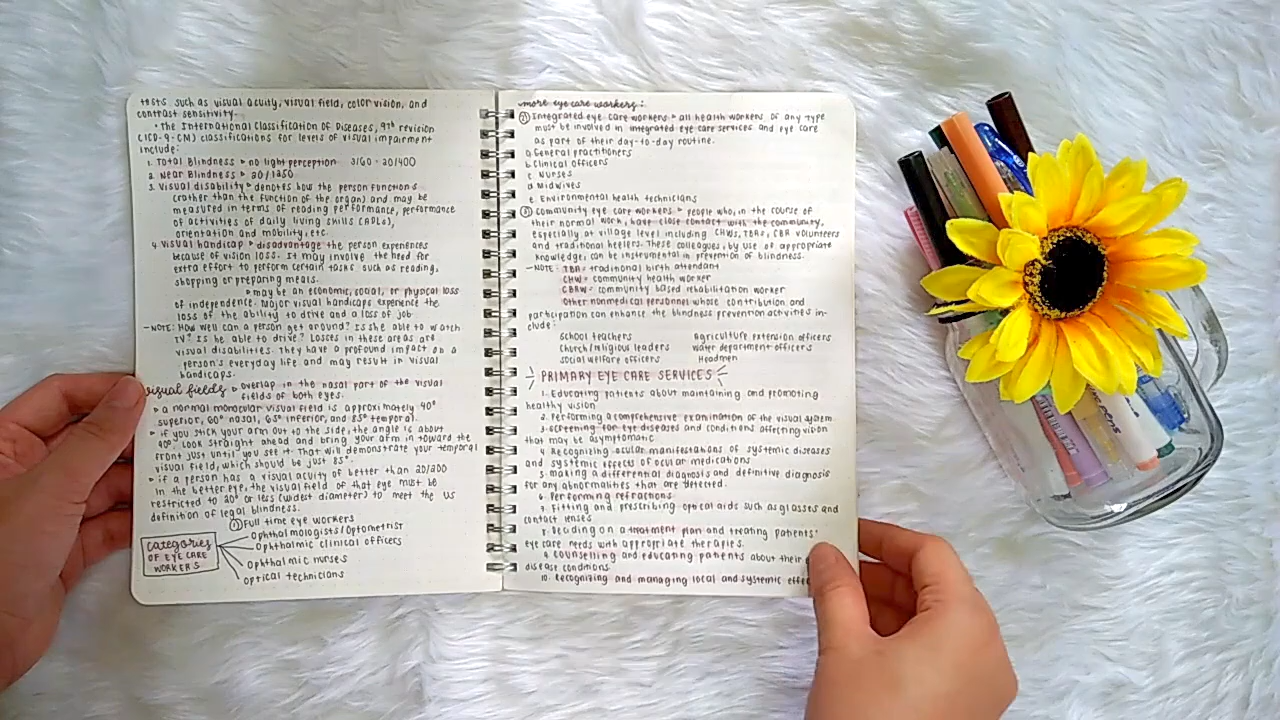 tests such as visual acuity, visual field, color vision, and
contrast sensitivity.
• The International Classification of Diseases, 9th revision
(ICD-9-CM) classifications for levels of visual impairment
include:
1. Total Blindness ▸ no light perception 3/60 - 20/400
2. Near Blindness ▸ 20/1250
3. Visual disability ▸ denotes how the person functions
(rather than the function of the organ) and may be
measured in terms of reading performance, performance
of activities of daily living skills (ADLs),
orientation and mobility, etc.
4. Visual handicap ▸ disadvantage the person experiences
because of vision loss. It may involve the need for
extra effort to perform certain tasks such as reading,
shopping or preparing meals.
▸ may be an economic, social, or physical loss
of independence. Major visual handicaps experience the
loss of the ability to drive and loss of job.
—NOTE: How well can a person get around? Is she able to watch
TV? Is he able to drive? Losses in these areas are
visual disabilities. They have a profound impact on a
person's everyday life and may result in visual
handicaps.
visual fields ▸ overlap in the nasal part of the visual
fields of both eyes.
▸ a normal monocular visual field is approximately 40°
superior, 60° nasal, 65° inferior, and 85° temporal.
▸ if you stick your arm out of the side, the angle is about
90°. Look straight ahead and bring your arm in toward the
front just until you see it. That will demonstrate your temporal
visual field, which should be just 85°
▸ if a person has a visual acuity of better than 20/200
in the better eye, the visual field of that eye must be
restricted to 20° or less (widest diameter) to meet the US
definition of legal blindness.
categories
OF EYE CARE
WORKERS
① Full time eye workers
Ophthalmologists/Optometrist
Ophthalmic clinical officers
Ophthalmic nurses
Optical technicians
more eye care workers:
② Integrated eye care workers ▸ all health workers of any type
must be involved in integrated eye care services and eye care
as part of their day-to-day routine.
a. General practitioners
b. Clinical officers
c. Nurses
d. Midwives
e. Environmental health technicians
③ Community eye care workers ▸ people who, in the course of
their normal work, have close contact with the community,
especially at village level including CHWs, TBAs, CBR volunteers
and traditional heelers. These colleagues, by use of appropriate
knowledge, can be instrumental in prevention of blindness.
—NOTE: TBA = traditional birth attendant
CHW = community health worker
CBRW = community based rehabilitation worker
Other nonmedical personnel whose contribution and
participation can enhance the blindness prevention activities in-
clude:
School teachers Agriculture extension officers
Church/religious leaders Water department officers
Social welfare officers Headmen
PRIMARY EYE CARE SERVICES
1. Educating patients about maintaining and promoting
healthy vision
2. Performing a comprehensive examination of the visual system
3. Screening for eye diseases and conditions affecting vision
that may be asymptomatic
4. Recognizing ocular manifestations of systemic diseases
and systemic effects of ocular medications
5. Making a differential diagnosis and definitive diagnosis
for any abnormalities that are detected.
6. Performing refractions
7. Fitting and prescribing optical aids such as glasses and
contact lenses
8. Deciding on a treatment plan and treating patients'
eye care needs with appropriate therapies.
9. Counselling and educating patients about their
disease conditions
10. Recognizing and managing local and systemic effe